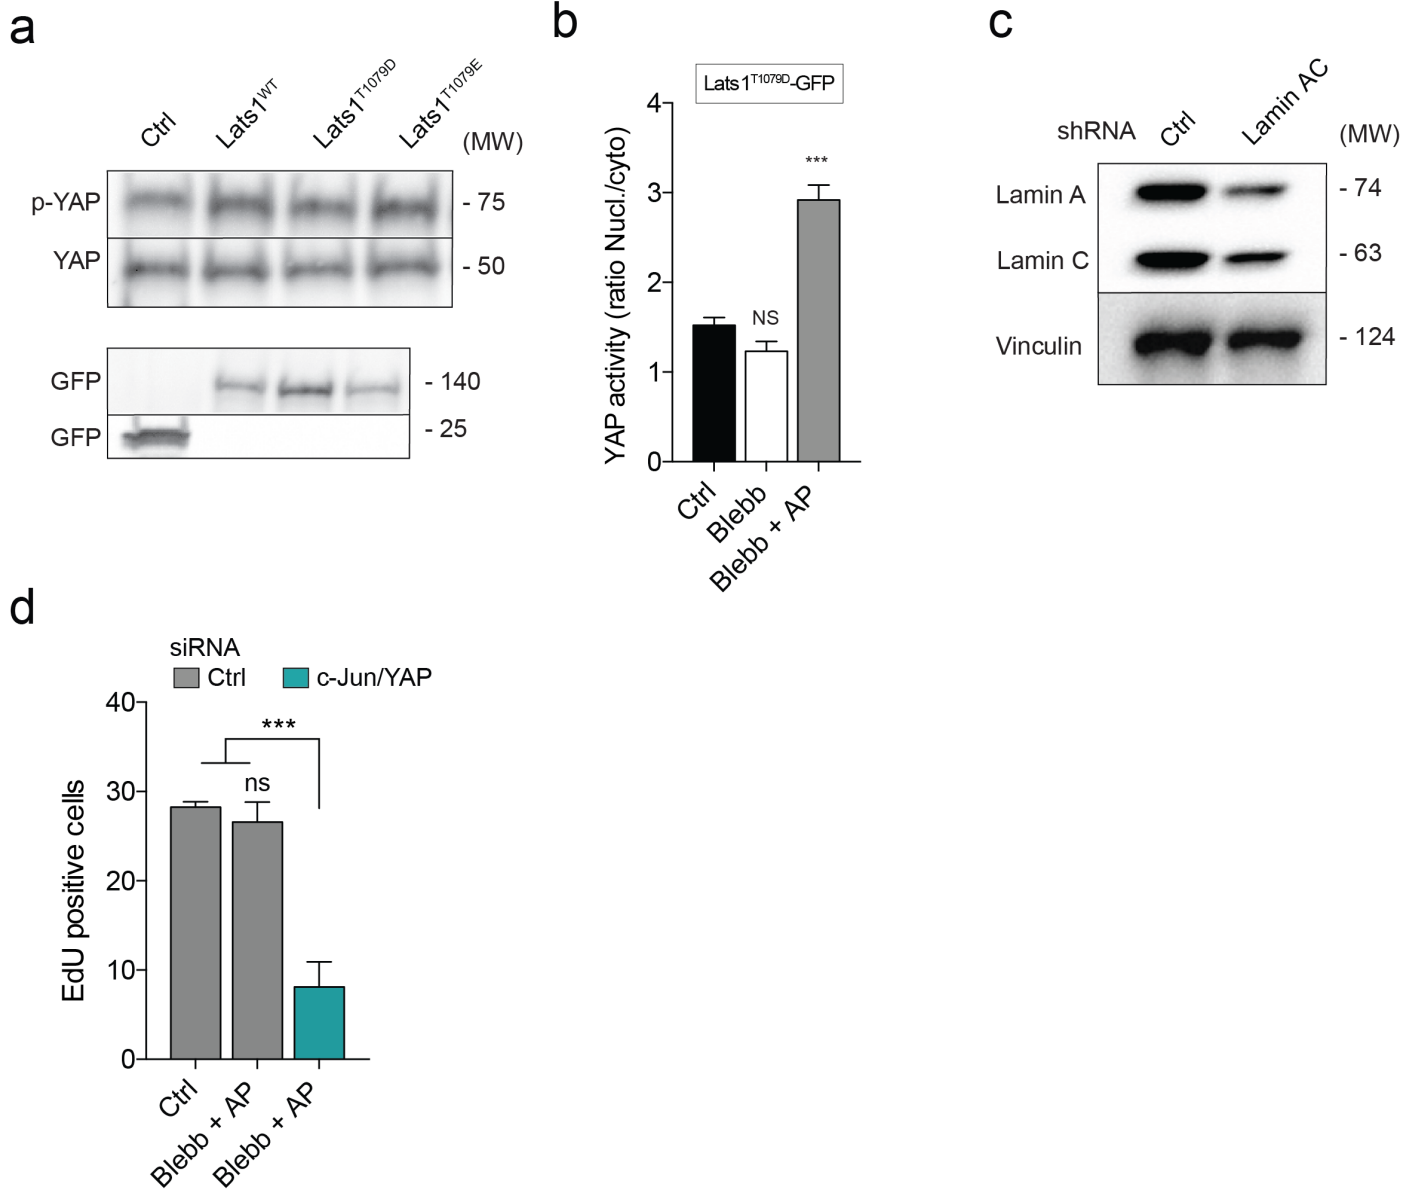 a
Ctrl
Lats1WT
Lats1T1079D
Lats1T1079E
(MW)
p-YAP
- 75
YAP
- 50
GFP
- 140
GFP
- 25
b
Lats1T1079D-GFP
YAP activity (ratio Nucl./cyto)
4
3
2
1
0
***
NS
Ctrl
Blebb
Blebb + AP
c
shRNA
Ctrl
Lamin AC
(MW)
Lamin A
- 74
Lamin C
- 63
Vinculin
- 124
d
siRNA
Ctrl
c-Jun/YAP
EdU positive cells
40
30
20
10
0
***
ns
Ctrl
Blebb + AP
Blebb + AP